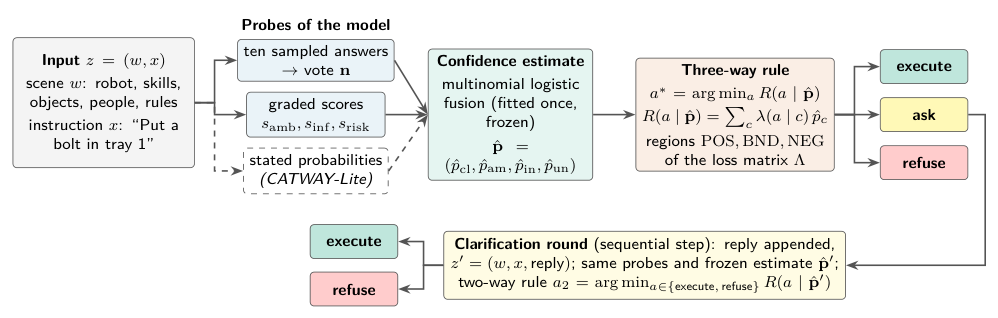 Probes of the model
Input z = (w, x)
scene w: robot, skills,
objects, people, rules
instruction x: “Put a
bolt in tray 1”
ten sampled answers
→ vote n
graded scores
s_amb, s_inf, s_risk
stated probabilities
(CATWAY-Lite)
Confidence estimate
multinomial logistic
fusion (fitted once,
frozen)
p̂ =
(p̂_cl, p̂_am, p̂_in, p̂_un)
Three-way rule
a* = arg min_a R(a | p̂)
R(a | p̂) = ∑_c λ(a | c) p̂_c
regions POS, BND, NEG
of the loss matrix Λ
execute
ask
refuse
Clarification round (sequential step): reply appended,
z′ = (w, x, reply); same probes and frozen estimate p̂′;
two-way rule a₂ = arg min_{a∈{execute, refuse}} R(a | p̂′)
execute
refuse